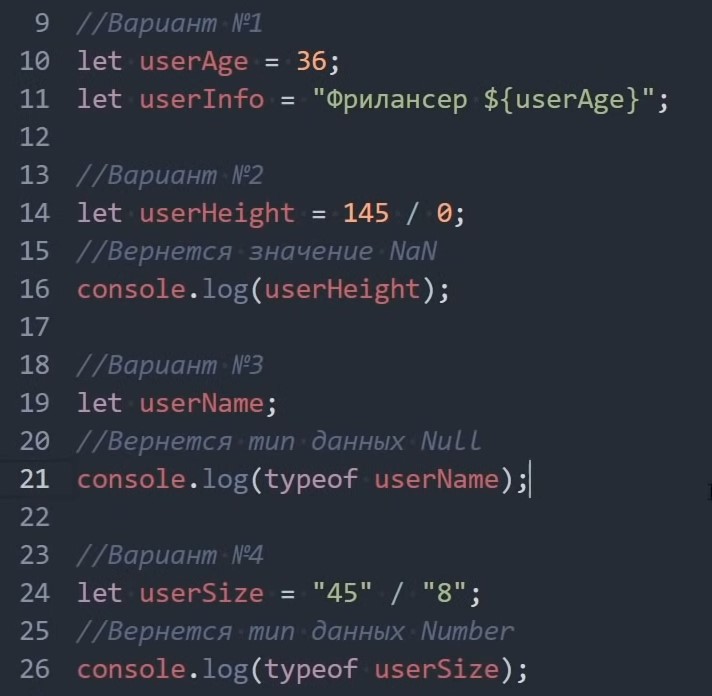 9 //Вариант №1
10 let userAge = 36;
11 let userInfo = "Фрилансер ${userAge}";
12
13 //Вариант №2
14 let userHeight = 145 / 0;
15 //Вернется значение NaN
16 console.log(userHeight);
17
18 //Вариант №3
19 let userName;
20 //Вернется тип данных Null
21 console.log(typeof userName);
22
23 //Вариант №4
24 let userSize = "45" / "8";
25 //Вернется тип данных Number
26 console.log(typeof userSize);